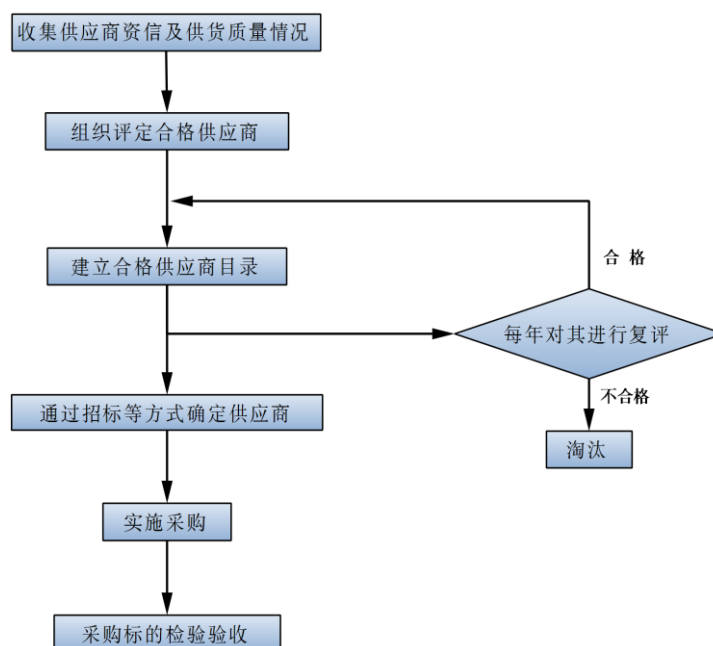 收集供应商资信及供货质量情况
组织评定合格供应商
建立合格供应商目录
合 格
每年对其进行复评
不合格
通过招标等方式确定供应商
淘汰
实施采购
采购标的检验验收